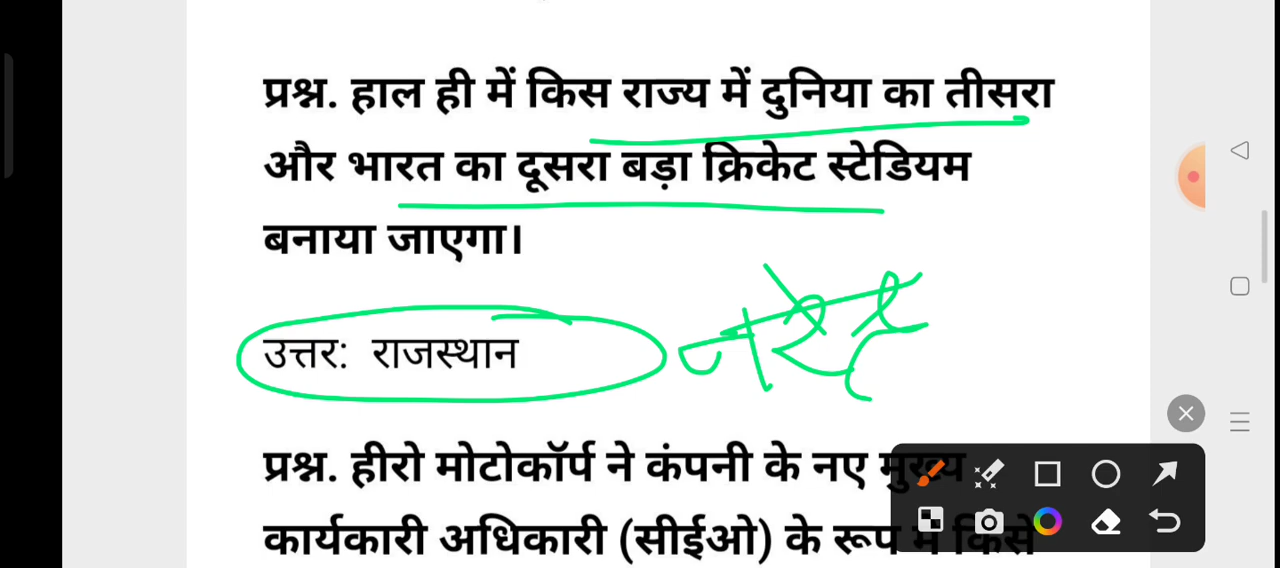 प्रश्न. हाल ही में किस राज्य में दुनिया का तीसरा
और भारत का दूसरा बड़ा क्रिकेट स्टेडियम
बनाया जाएगा।
उत्तर: राजस्थान
प्रश्न. हीरो मोटोकॉर्प ने कंपनी के नए मुख्य
कार्यकारी अधिकारी (सीईओ) के रूप में किसे